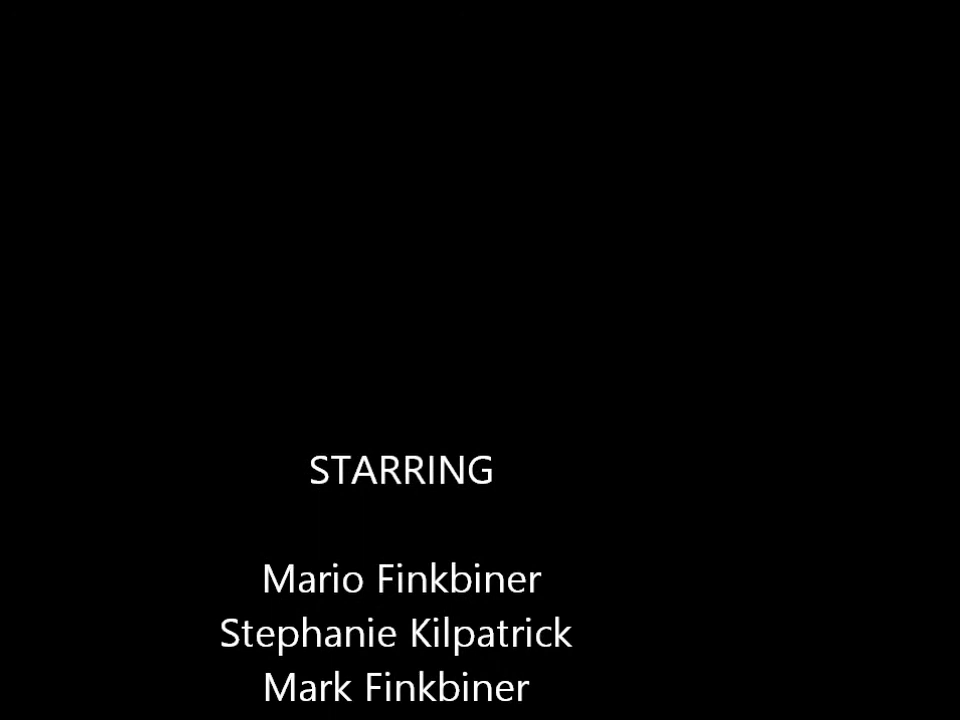 STARRING
Mario Finkbiner
Stephanie Kilpatrick
Mark Finkbiner